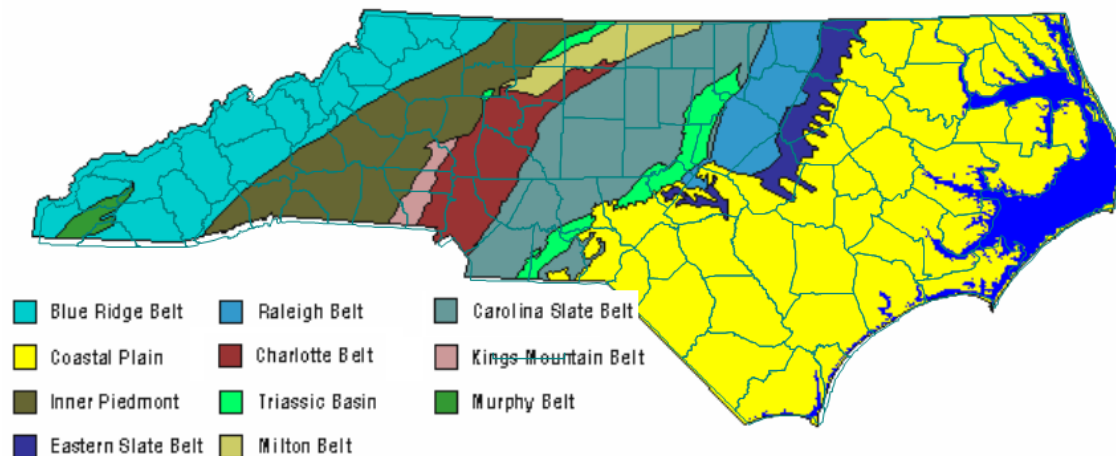 Blue Ridge Belt
Raleigh Belt
Carolina Slate Belt
Coastal Plain
Charlotte Belt
Kings Mountain Belt
Inner Piedmont
Triassic Basin
Murphy Belt
Eastern Slate Belt
Milton Belt